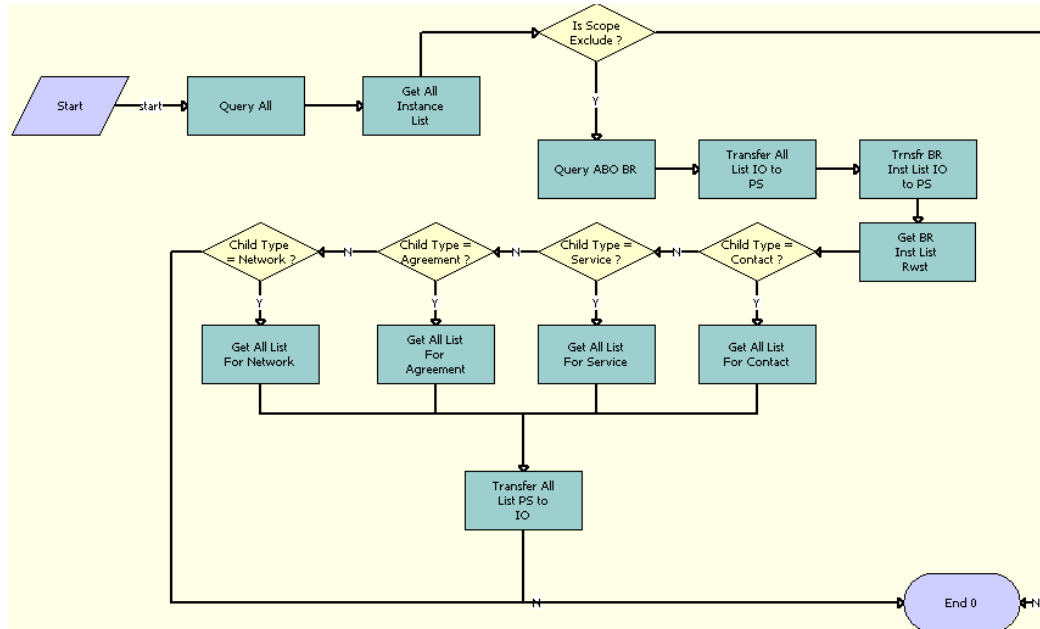 Is Scope
Exclude ?
Start
start
Query All
Get All
Instance
List
Y
Query ABO BR
Transfer All
List IO to
PS
Trnsfr BR
Inst List IO
to PS
Child Type
= Network ?
N
Child Type =
Agreement ?
N
Child Type =
Service ?
N
Child Type =
Contact ?
Get BR
Inst List
Rwst
Y
Y
Y
Y
Get All List
For Network
Get All List
For
Agreement
Get All List
For Service
Get All List
For Contact
Transfer All
List PS to
IO
N
End 0
N